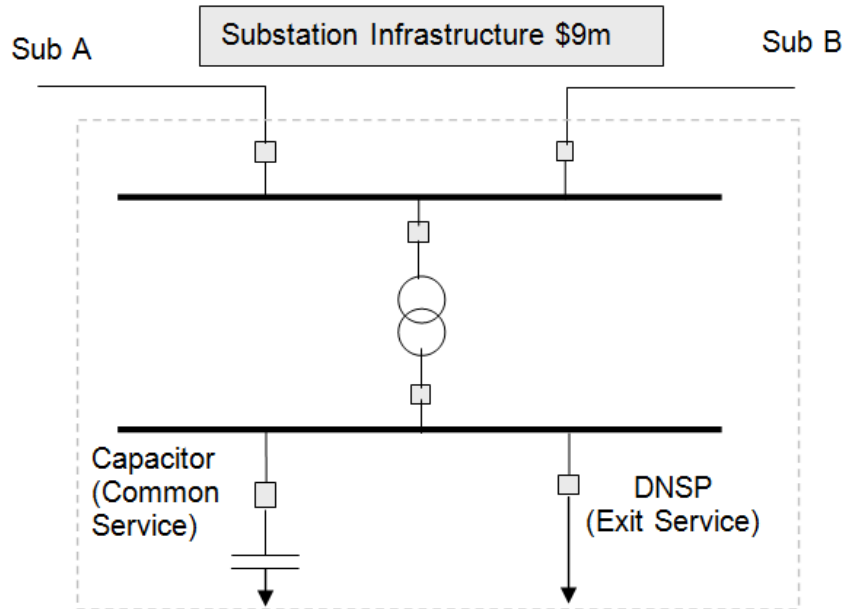 Substation Infrastructure $9m
Sub A
Sub B
Capacitor
(Common
Service)
DNSP
(Exit Service)